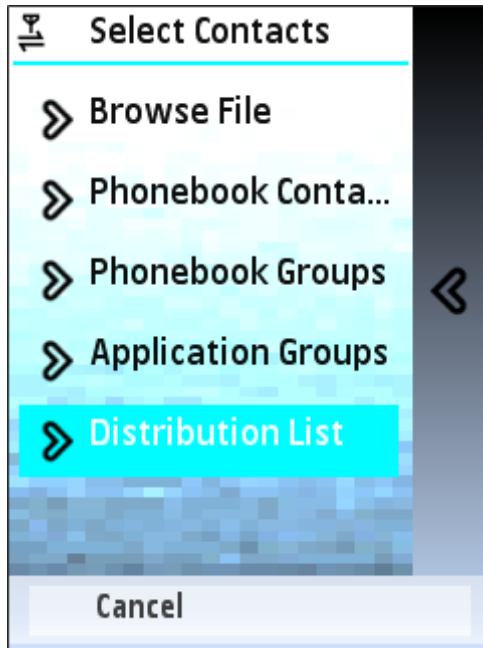 Select Contacts
Browse File
Phonebook Conta...
Phonebook Groups
Application Groups
Distribution List
Cancel